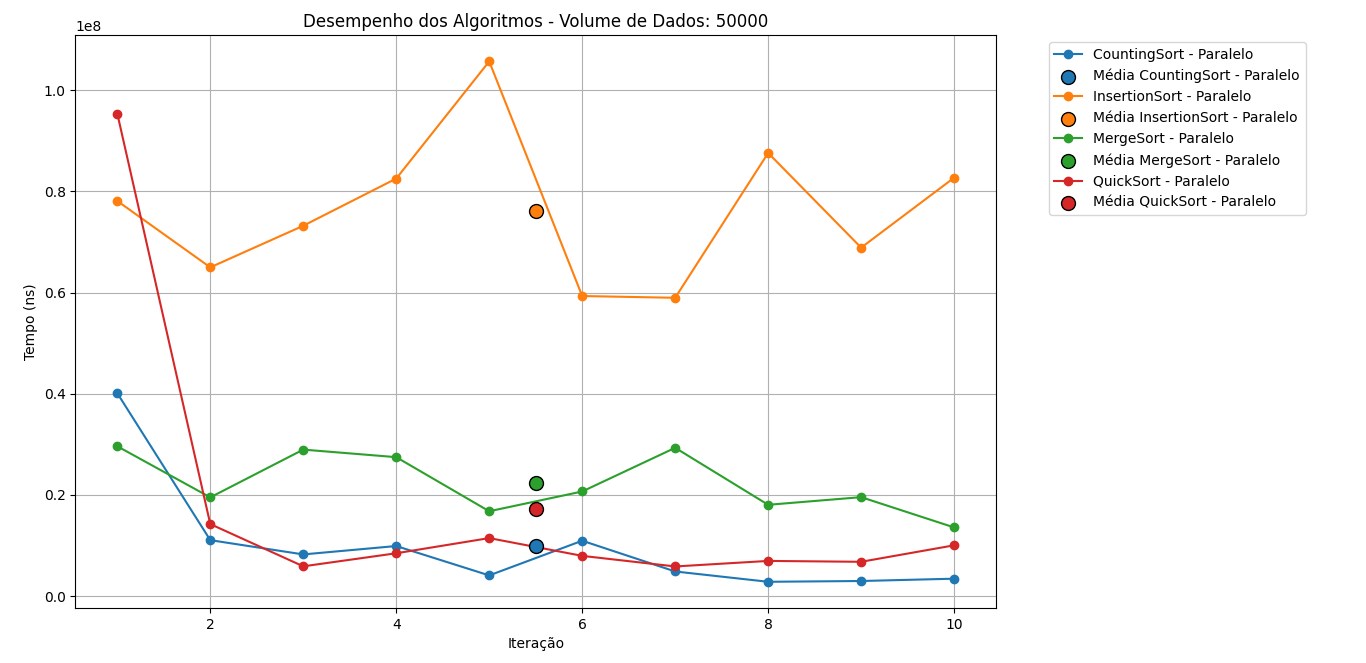 Desempenho dos Algoritmos - Volume de Dados: 50000
1e8
1.0
0.8
0.6
0.4
0.2
0.0
Tempo (ns)
2 4 6 8 10
Iteração
CountingSort - Paralelo
Média CountingSort - Paralelo
InsertionSort - Paralelo
Média InsertionSort - Paralelo
MergeSort - Paralelo
Média MergeSort - Paralelo
QuickSort - Paralelo
Média QuickSort - Paralelo